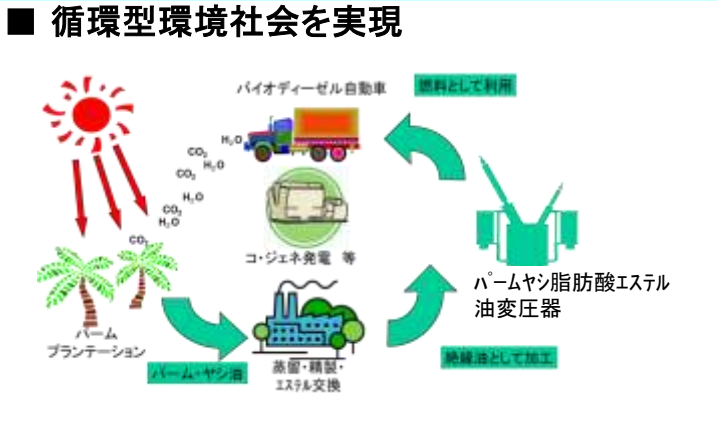 ■ 循環型環境社会を実現
バイオディーゼル自動車
燃料として利用
H₂O
CO₂
H₂O
CO₂
H₂O
CO₂
H₂O
CO₂
コ・ジェネ発電 等
パームヤシ脂肪酸エステル
油変圧器
パーム
プランテーション
蒸留・精製・
エステル交換
絶縁油として加工
パーム・ヤシ油